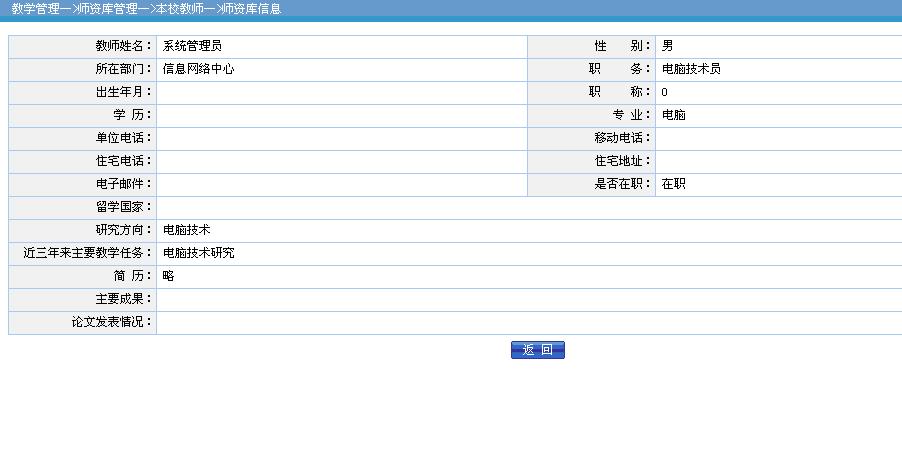 教学管理—>师资库管理—>本校教师—>师资库信息
教师姓名： 系统管理员 性 别： 男
所在部门： 信息网络中心 职 务： 电脑技术员
出生年月： 职 称： 0
学 历： 专 业： 电脑
单位电话： 移动电话：
住宅电话： 住宅地址：
电子邮件： 是否在职： 在职
留学国家：
研究方向： 电脑技术
近三年来主要教学任务： 电脑技术研究
简 历： 略
主要成果：
论文发表情况：
返 回